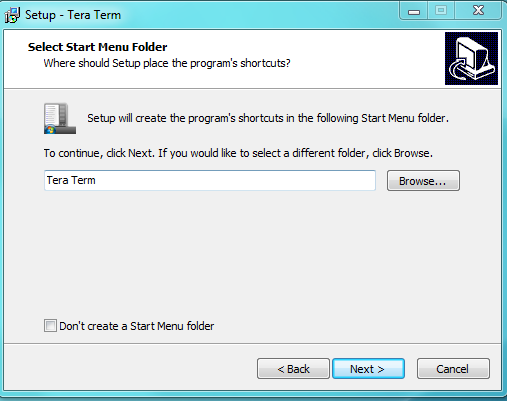 Setup - Tera Term
Select Start Menu Folder
Where should Setup place the program's shortcuts?
Setup will create the program's shortcuts in the following Start Menu folder.
To continue, click Next. If you would like to select a different folder, click Browse.
Tera Term
Browse...
Don't create a Start Menu folder
< Back
Next >
Cancel